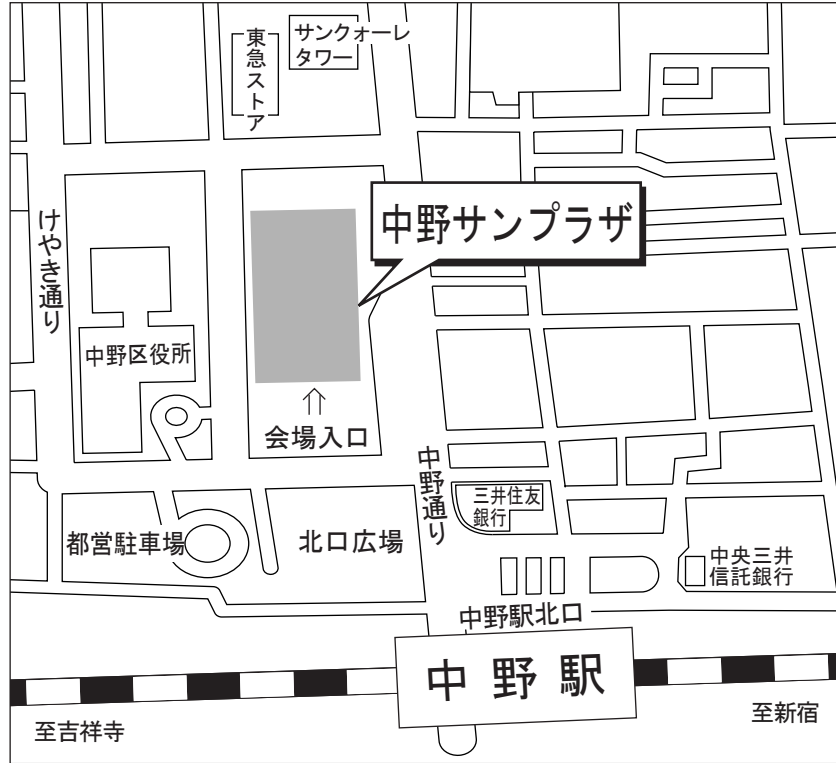 東急ストア
サンクォーレ
タワー
けやき通り
中野サンプラザ
中野区役所
会場入口
中野通り
三井住友
銀行
都営駐車場
北口広場
中央三井
信託銀行
中野駅北口
中野駅
至吉祥寺
至新宿